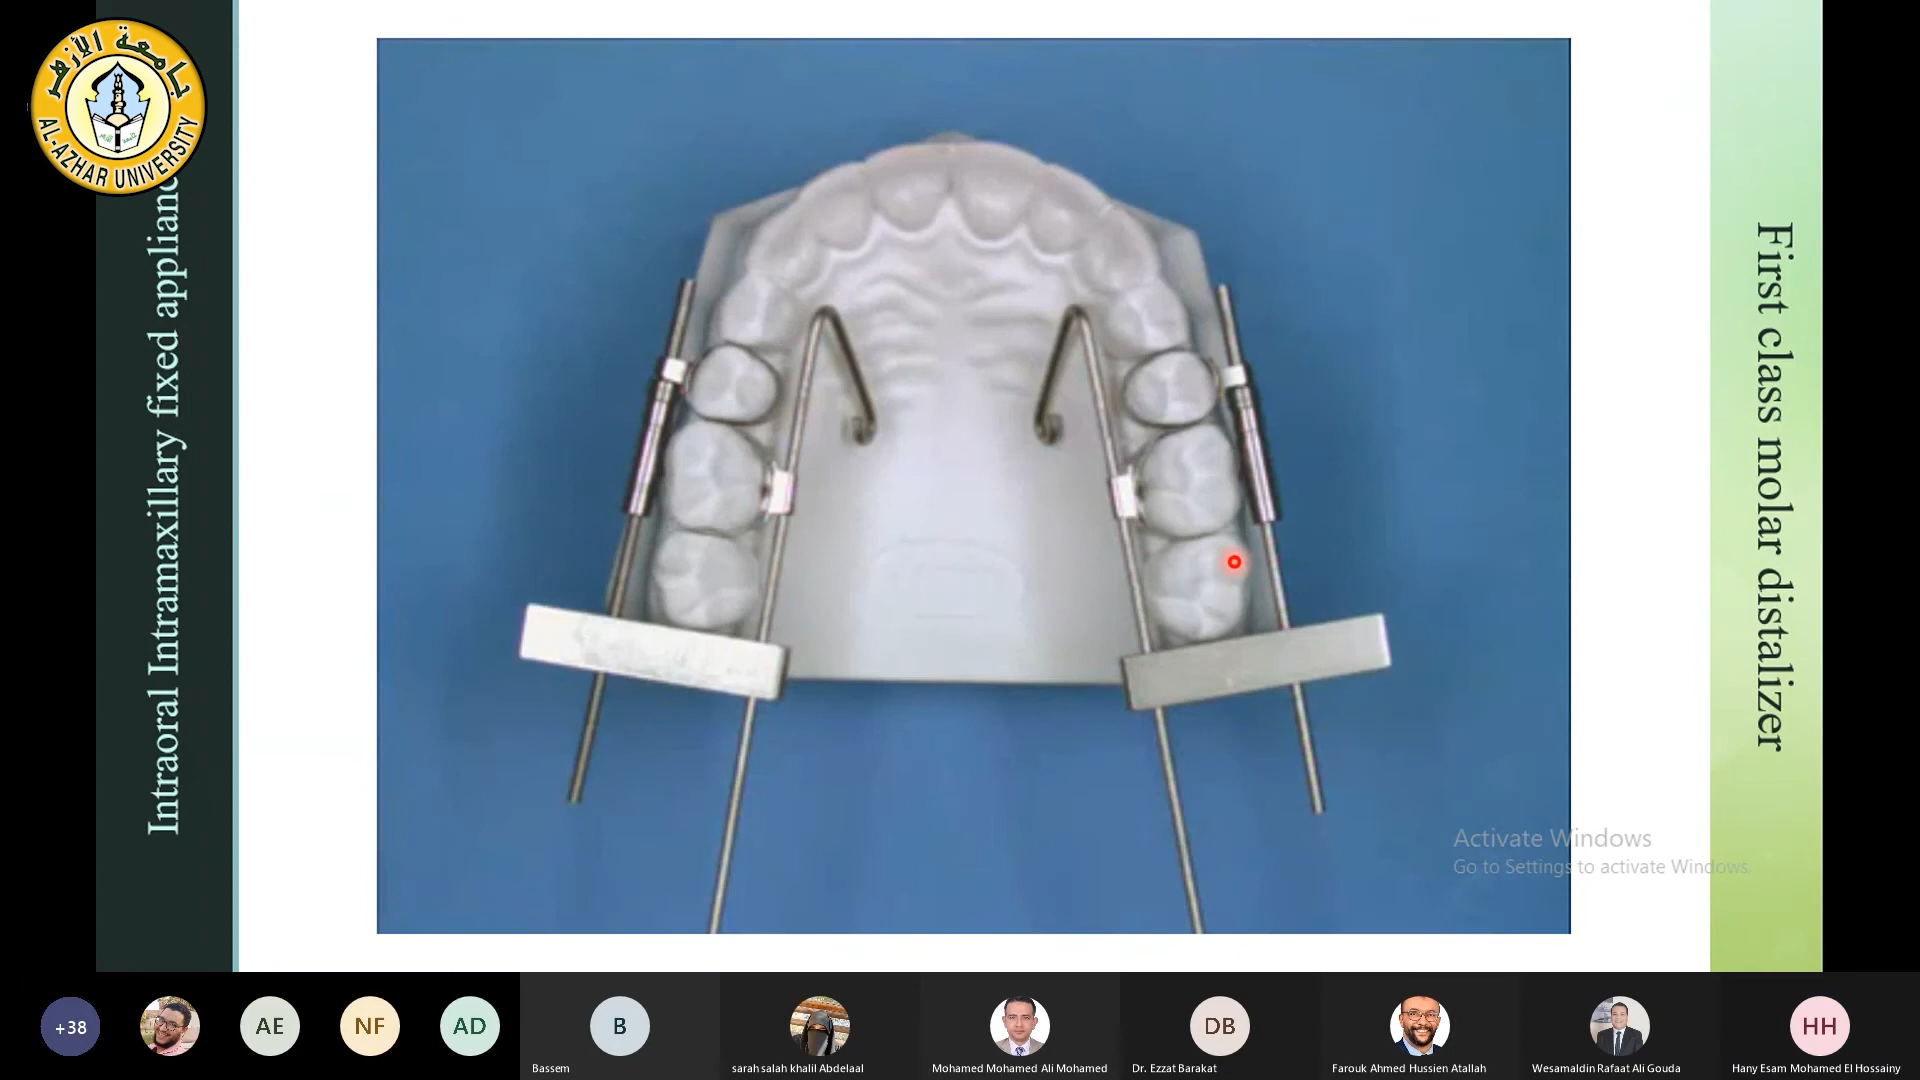 جامعة الأزهر
AL-AZHAR UNIVERSITY
Intraoral Intramaxillary fixed applianc
First class molar distalizer
Activate Windows
Go to Settings to activate Windows.
+38
AE
NF
AD
B
DB
HH
Bassem
sarah salah khalil Abdelaal
Mohamed Mohamed Ali Mohamed
Dr. Ezzat Barakat
Farouk Ahmed Hussien Atallah
Wesamaldin Rafaat Ali Gouda
Hany Esam Mohamed El Hossainy